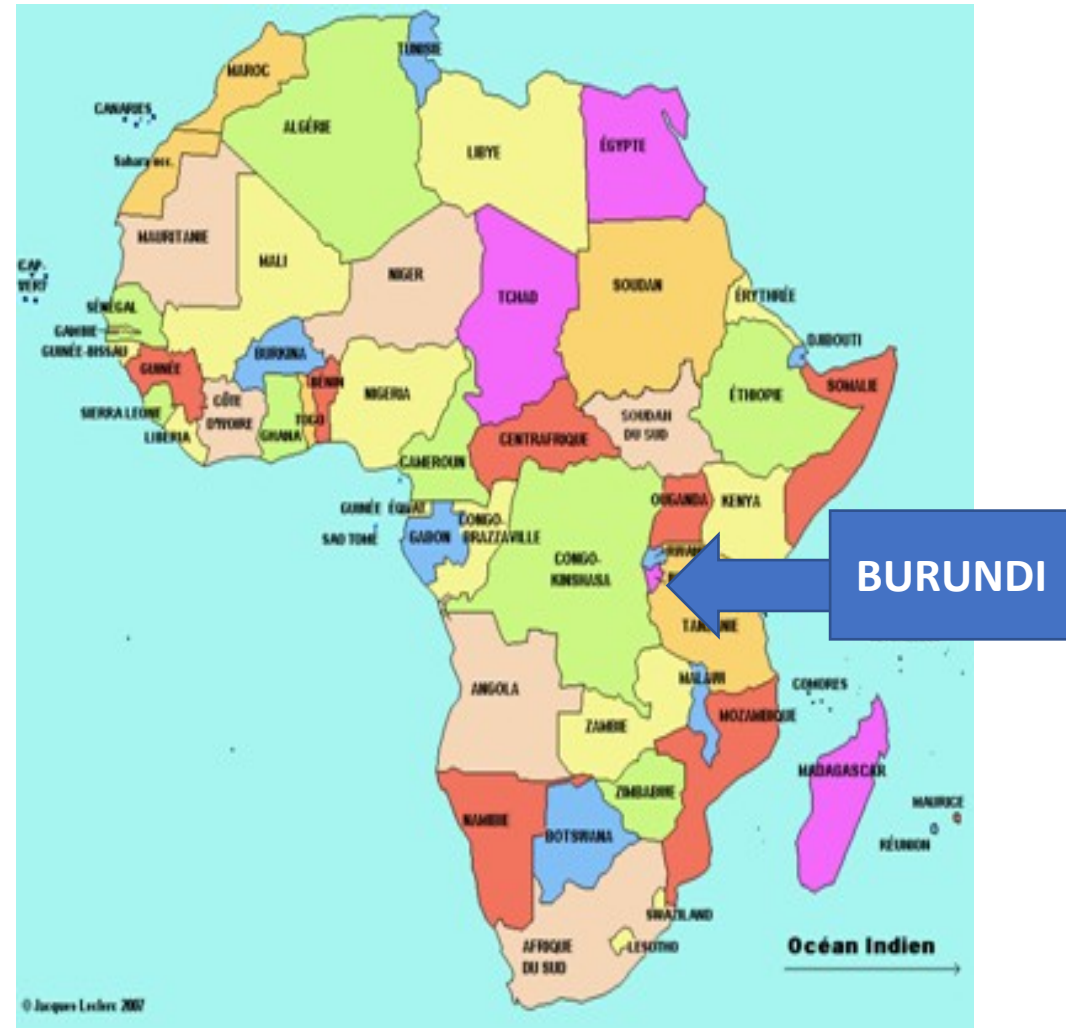 TUNISIE
MAROC
CANARIES
ALGÉRIE
LIBYE
ÉGYPTE
Sahara occ.
MAURITANIE
MALI
NIGER
TCHAD
SOUDAN
ÉRYTHRÉE
CAP-
VERT
SÉNÉGAL
GAMBIE
GUINÉE-BISSAU
GUINÉE
BURKINA
BÉNIN
NIGERIA
DJIBOUTI
SOMALIE
ÉTHIOPIE
CÔTE
D'IVOIRE
SIERRA LEONE
LIBERIA
GHANA
TOGO
CENTRAFRIQUE
SOUDAN
DU SUD
CAMEROUN
OUGANDA
KENYA
GUINÉE ÉQUAT
CONGO-
BRAZZAVILLE
SAO TOMÉ
GABON
CONGO-
KINSHASA
BURUNDI
ANGOLA
MALAWI
COMORES
ZAMBIE
MOZAMBIQUE
MADAGASCAR
ZIMBABWE
MAURICE
NAMIBIE
BOTSWANA
RÉUNION
SWAZILAND
AFRIQUE
DU SUD
LESOTHO
Océan Indien
© Jacques Leclerc 2007